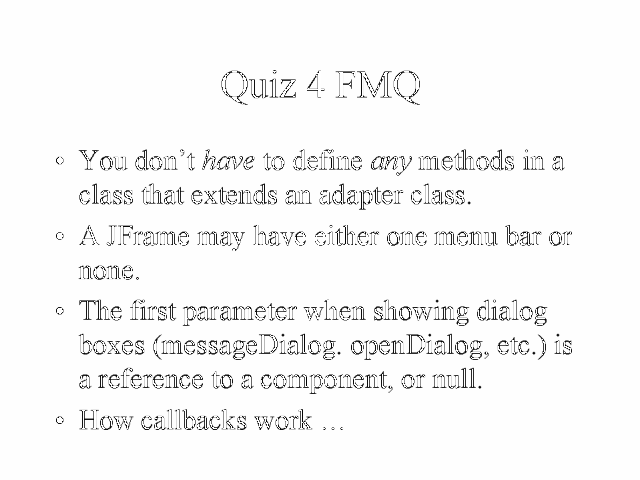 Quiz 4 FMQ
• You don't have to define any methods in a
class that extends an adapter class.
• A JFrame may have either one menu bar or
none.
• The first parameter when showing dialog
boxes (messageDialog. openDialog, etc.) is
a reference to a component, or null.
• How callbacks work …